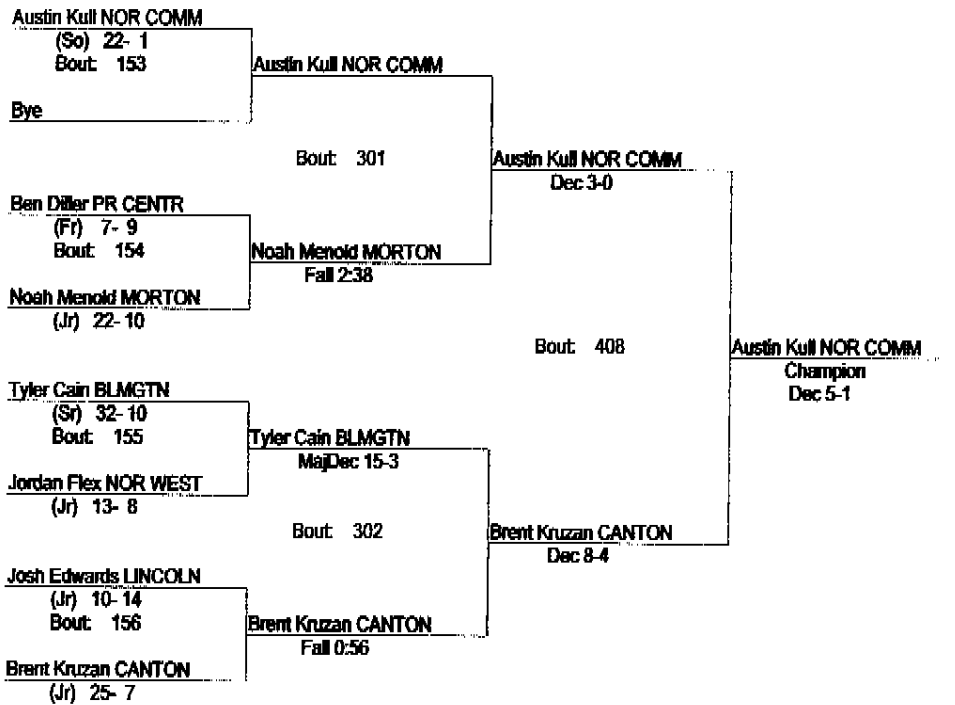 Austin Kull NOR COMM
(So) 22- 1
Bout: 153
Austin Kull NOR COMM
Bye
Bout: 301
Austin Kull NOR COMM
Dec 3-0
Ben Diller PR CENTR
(Fr) 7- 9
Bout: 154
Noah Menold MORTON
Fall 2:38
Noah Menold MORTON
(Jr) 22- 10
Bout: 408
Austin Kull NOR COMM
Champion
Dec 5-1
Tyler Cain BLMGTN
(Sr) 32- 10
Bout: 155
Tyler Cain BLMGTN
MajDec 15-3
Jordan Flex NOR WEST
(Jr) 13- 8
Bout: 302
Brent Kruzan CANTON
Dec 8-4
Josh Edwards LINCOLN
(Jr) 10- 14
Bout: 156
Brent Kruzan CANTON
Fall 0:56
Brent Kruzan CANTON
(Jr) 25- 7